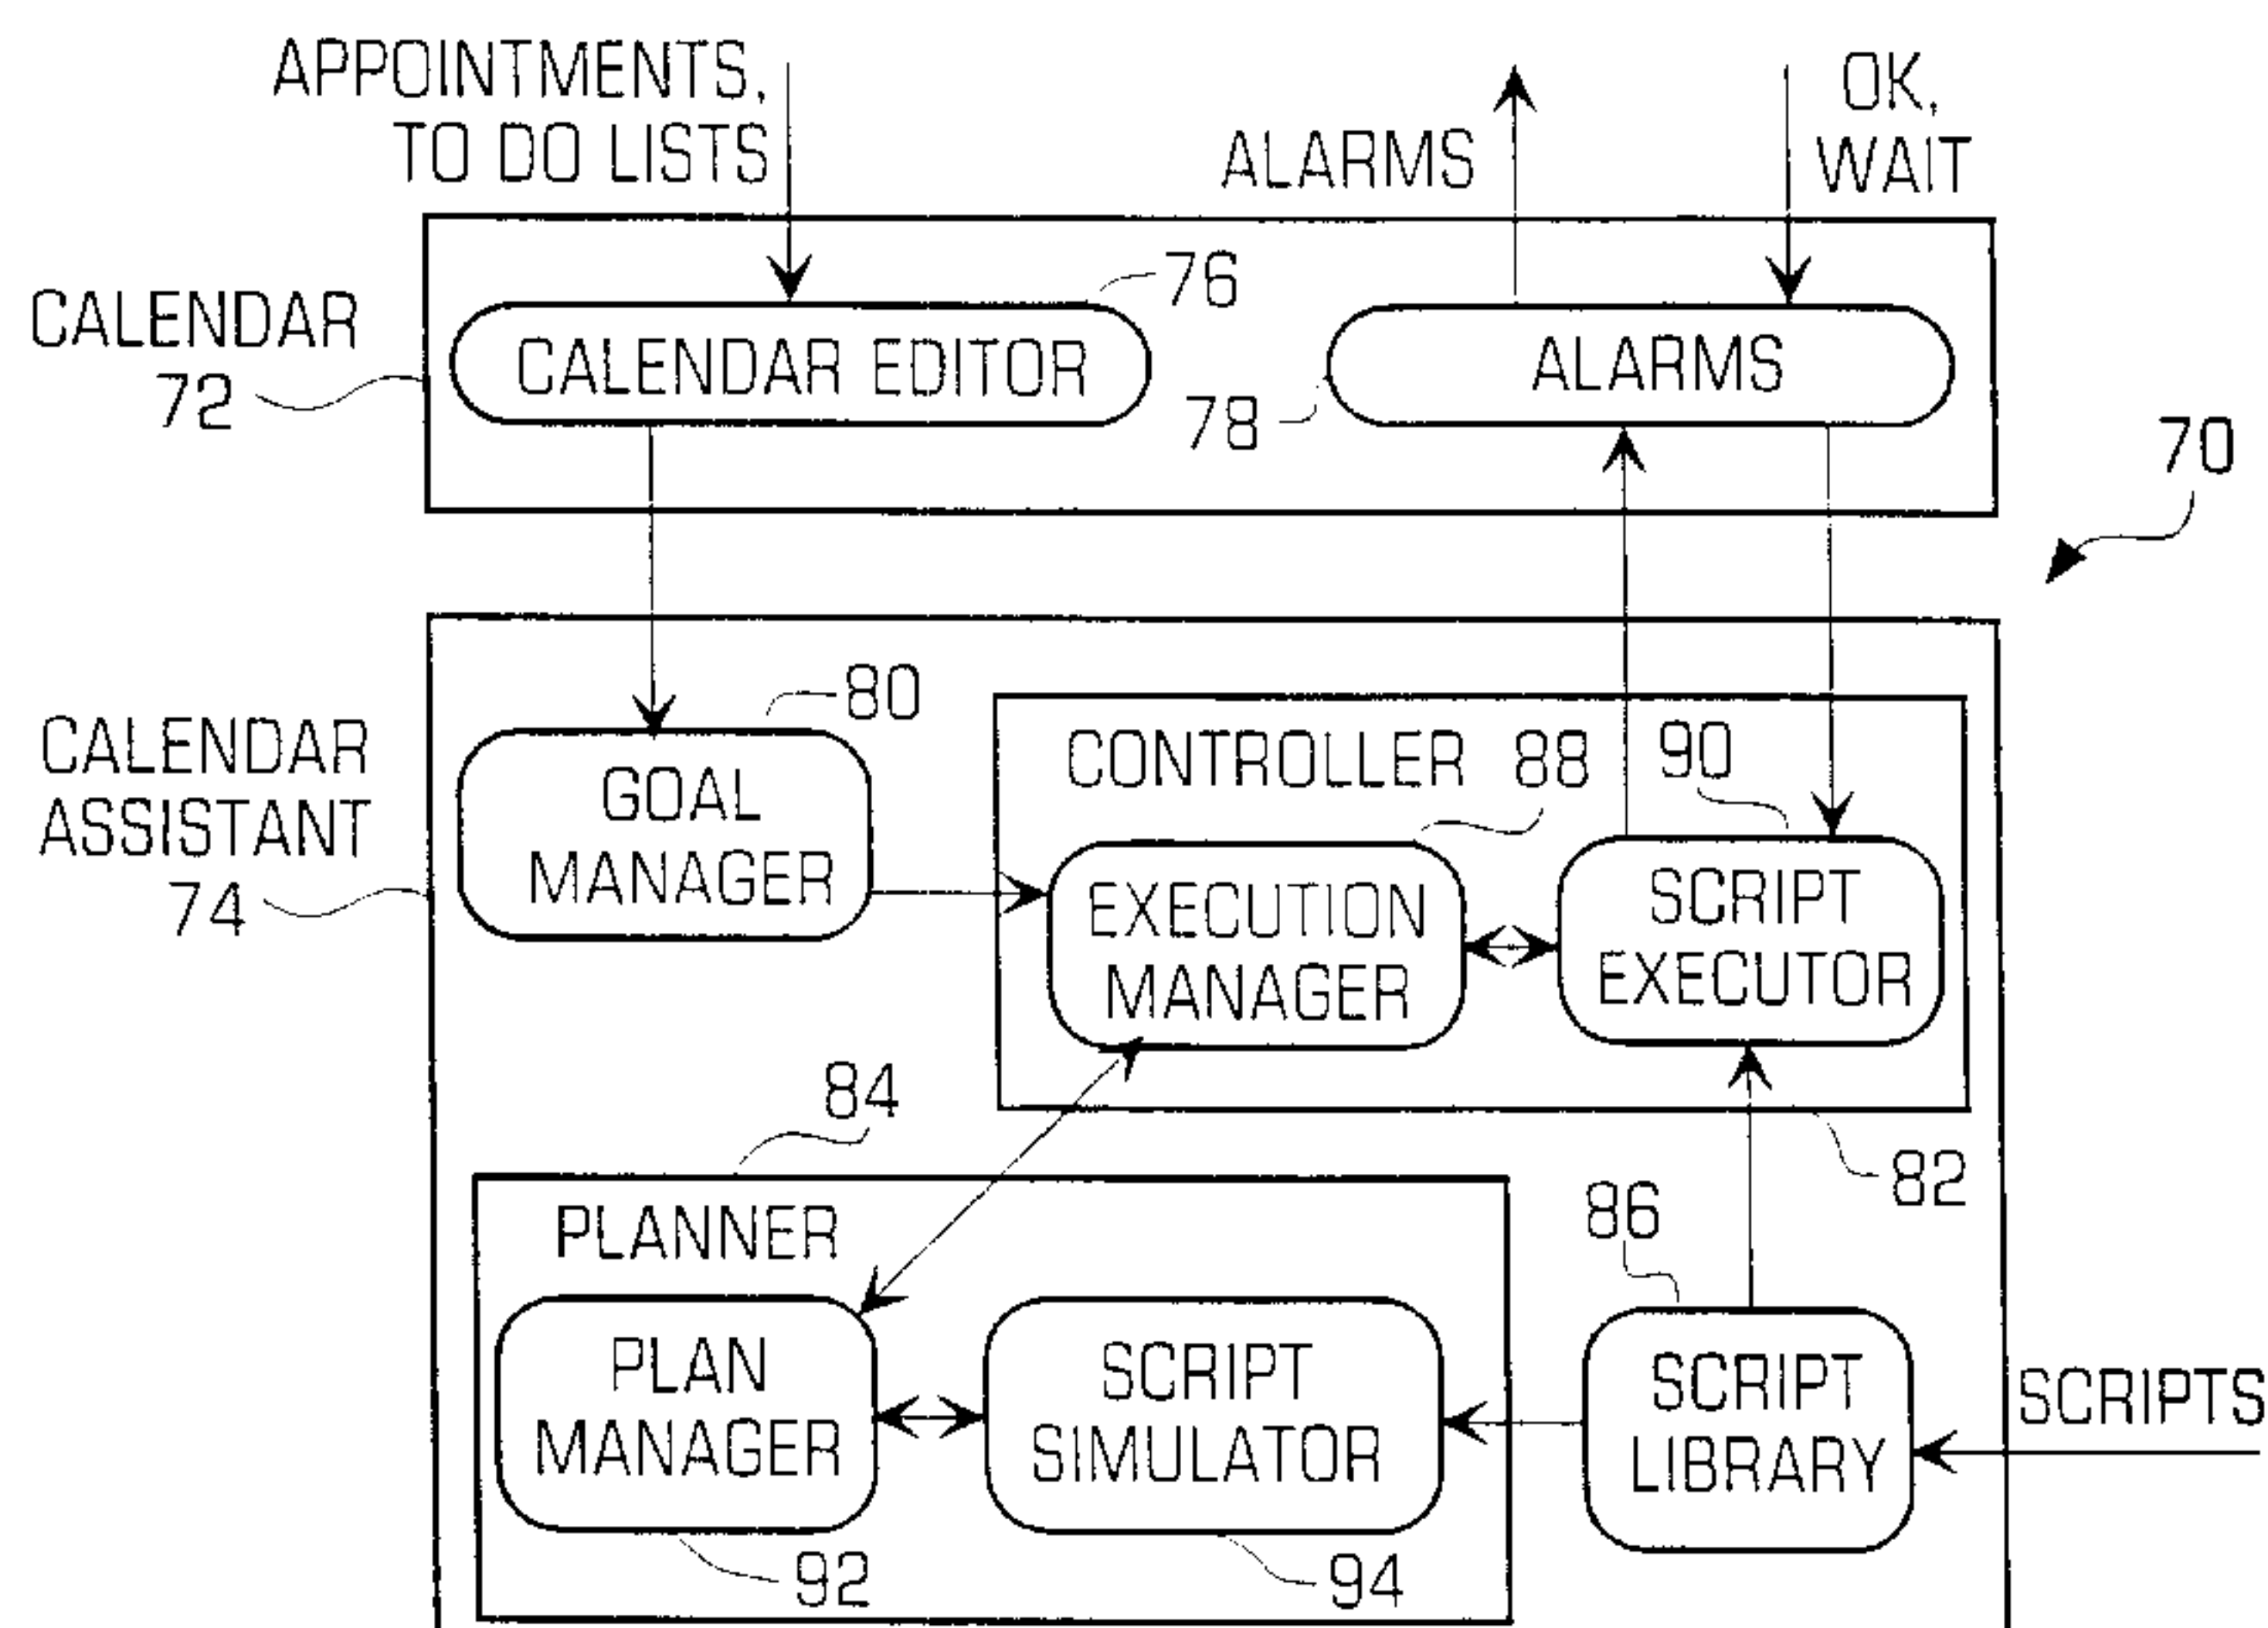 APPOINTMENTS,
TO DO LISTS
ALARMS
OK,
WAIT
CALENDAR
72
CALENDAR EDITOR
76
ALARMS
78
70
CALENDAR
ASSISTANT
74
GOAL
MANAGER
80
CONTROLLER
88
90
EXECUTION
MANAGER
SCRIPT
EXECUTOR
82
84
PLANNER
PLAN
MANAGER
92
SCRIPT
SIMULATOR
94
86
SCRIPT
LIBRARY
SCRIPTS